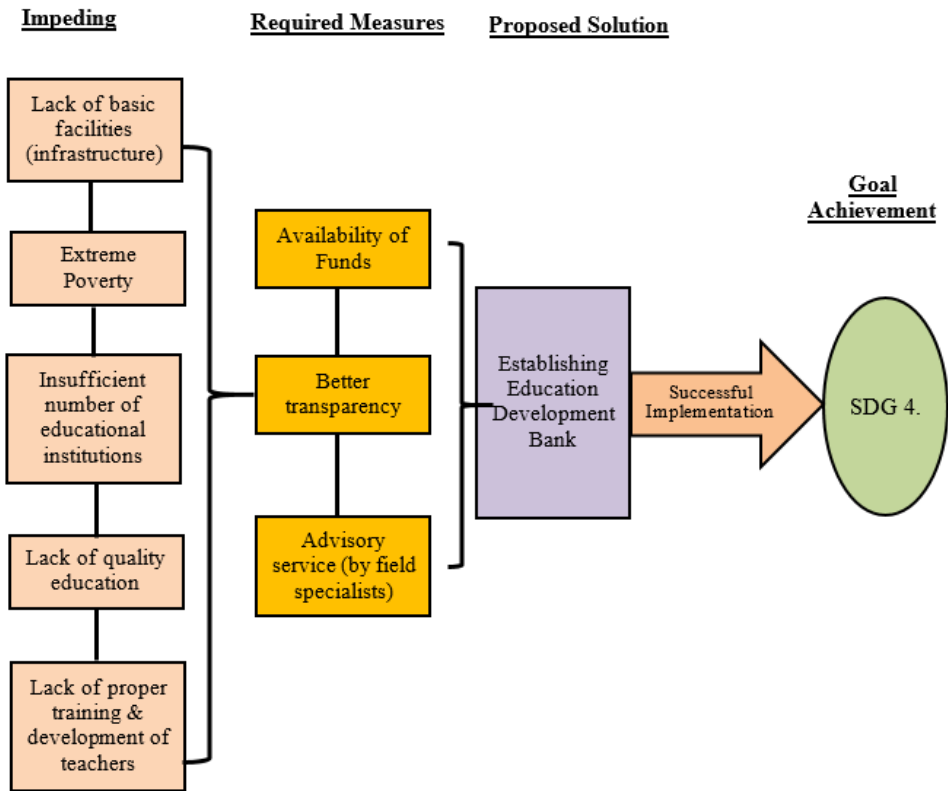 Impeding
Required Measures
Proposed Solution
Goal
Achievement
Lack of basic
facilities
(infrastructure)
Extreme
Poverty
Insufficient
number of
educational
institutions
Lack of quality
education
Lack of proper
training &
development of
teachers
Availability of
Funds
Better
transparency
Advisory
service (by field
specialists)
Establishing
Education
Development
Bank
Successful
Implementation
SDG 4.